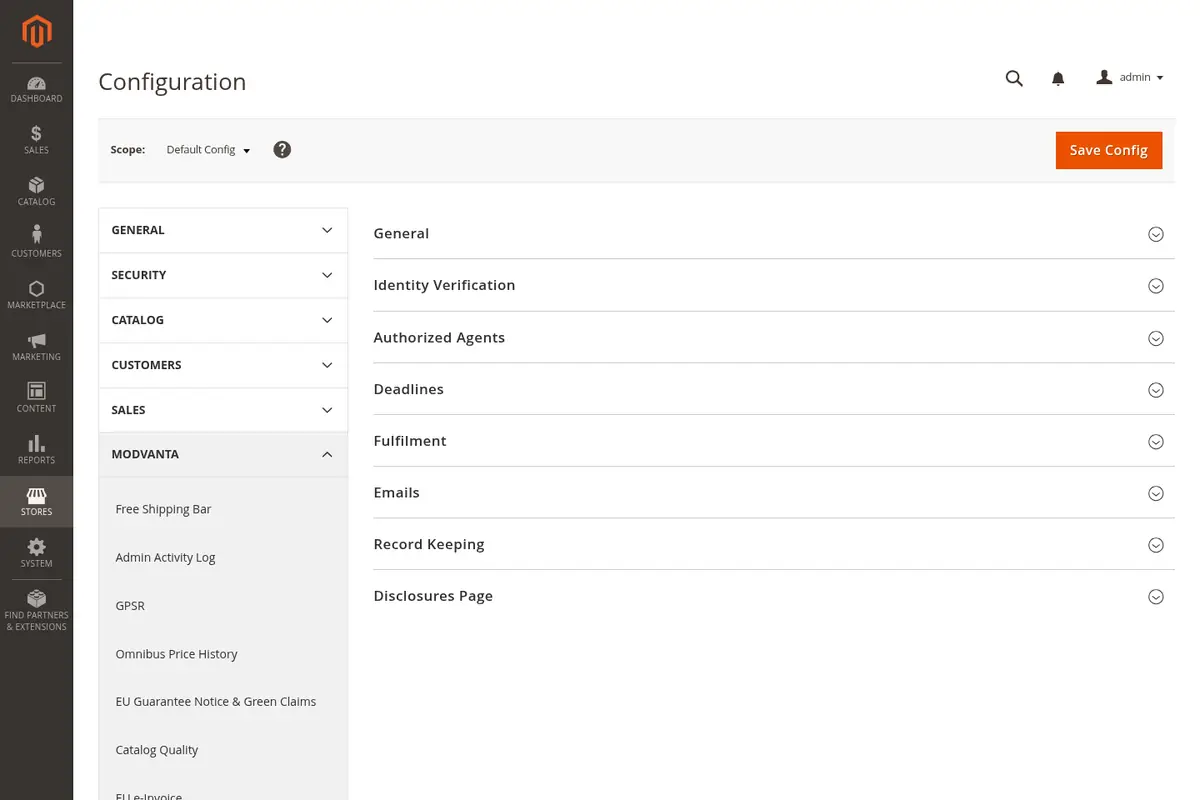 DASHBOARD
SALES
CATALOG
CUSTOMERS
MARKETPLACE
MARKETING
CONTENT
REPORTS
STORES
SYSTEM
FIND PARTNERS
& EXTENSIONS
Configuration
admin
Scope:
Default Config
?
Save Config
GENERAL
SECURITY
CATALOG
CUSTOMERS
SALES
MODVANTA
Free Shipping Bar
Admin Activity Log
GPSR
Omnibus Price History
EU Guarantee Notice & Green Claims
Catalog Quality
EU e-Invoice
General
Identity Verification
Authorized Agents
Deadlines
Fulfilment
Emails
Record Keeping
Disclosures Page